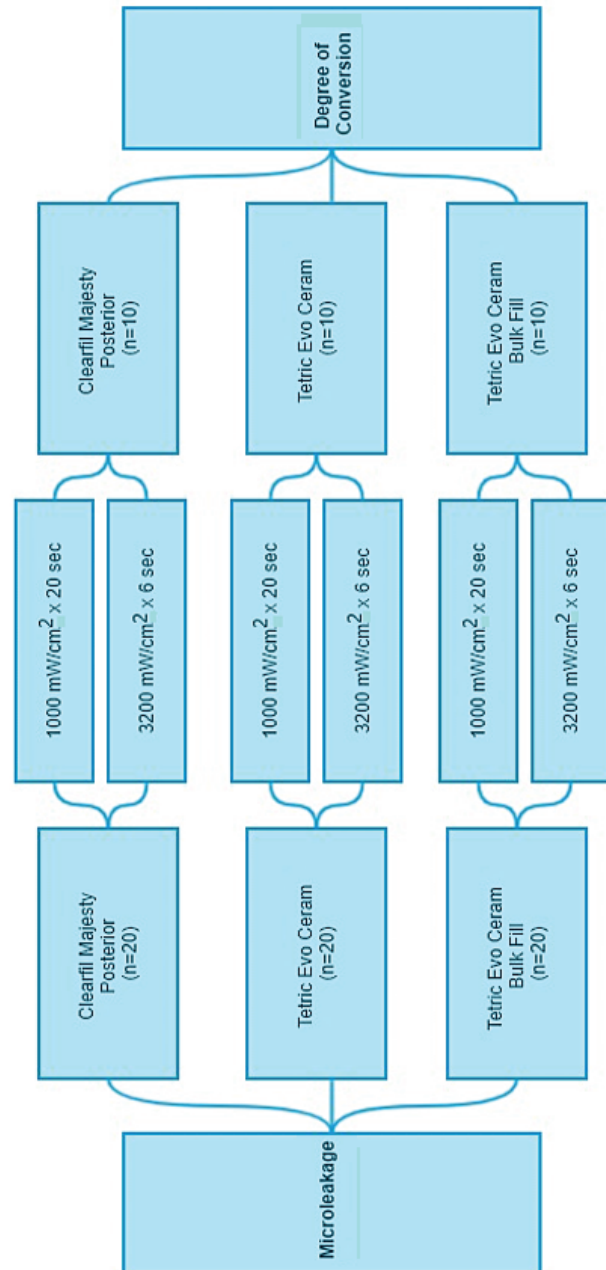 Microleakage
Clearfil Majesty
Posterior
(n=20)
Tetric Evo Ceram
(n=20)
Tetric Evo Ceram
Bulk Fill
(n=20)
1000 mW/cm² x 20 sec
3200 mW/cm² x 6 sec
1000 mW/cm² x 20 sec
3200 mW/cm² x 6 sec
1000 mW/cm² x 20 sec
3200 mW/cm² x 6 sec
Clearfil Majesty
Posterior
(n=10)
Tetric Evo Ceram
(n=10)
Tetric Evo Ceram
Bulk Fill
(n=10)
Degree of
Conversion